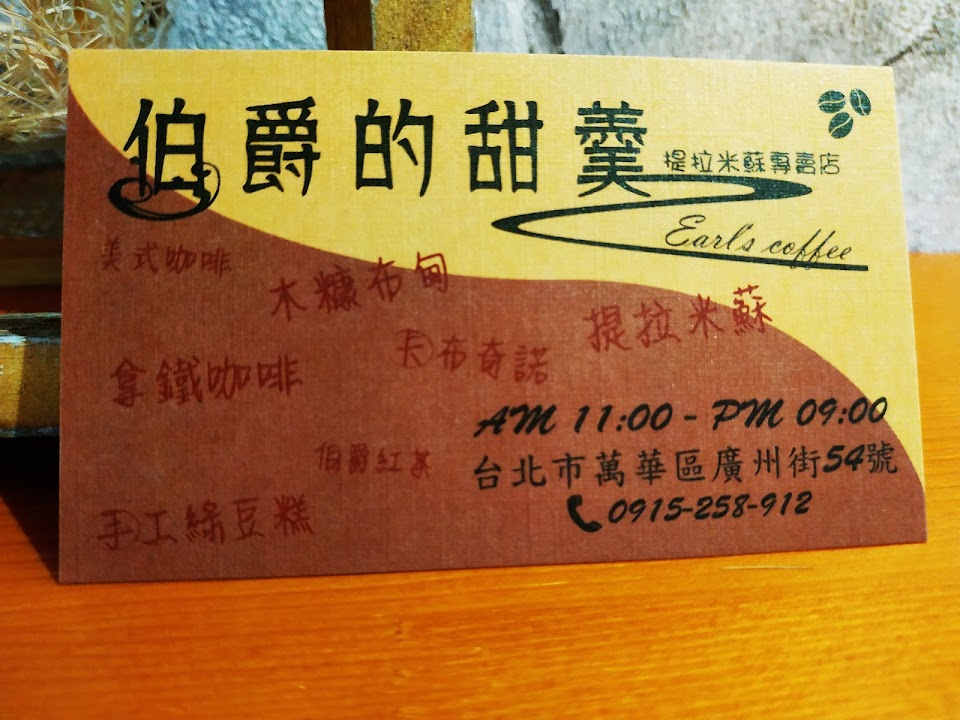 伯爵的甜羹
提拉米蘇專賣店
Earl's coffee
美式咖啡
木糠布甸
提拉米蘇
卡布奇諾
拿鐵咖啡
AM 11:00 - PM 09:00
伯爵紅茶
台北市萬華區廣州街54號
手工綠豆糕
0915-258-912